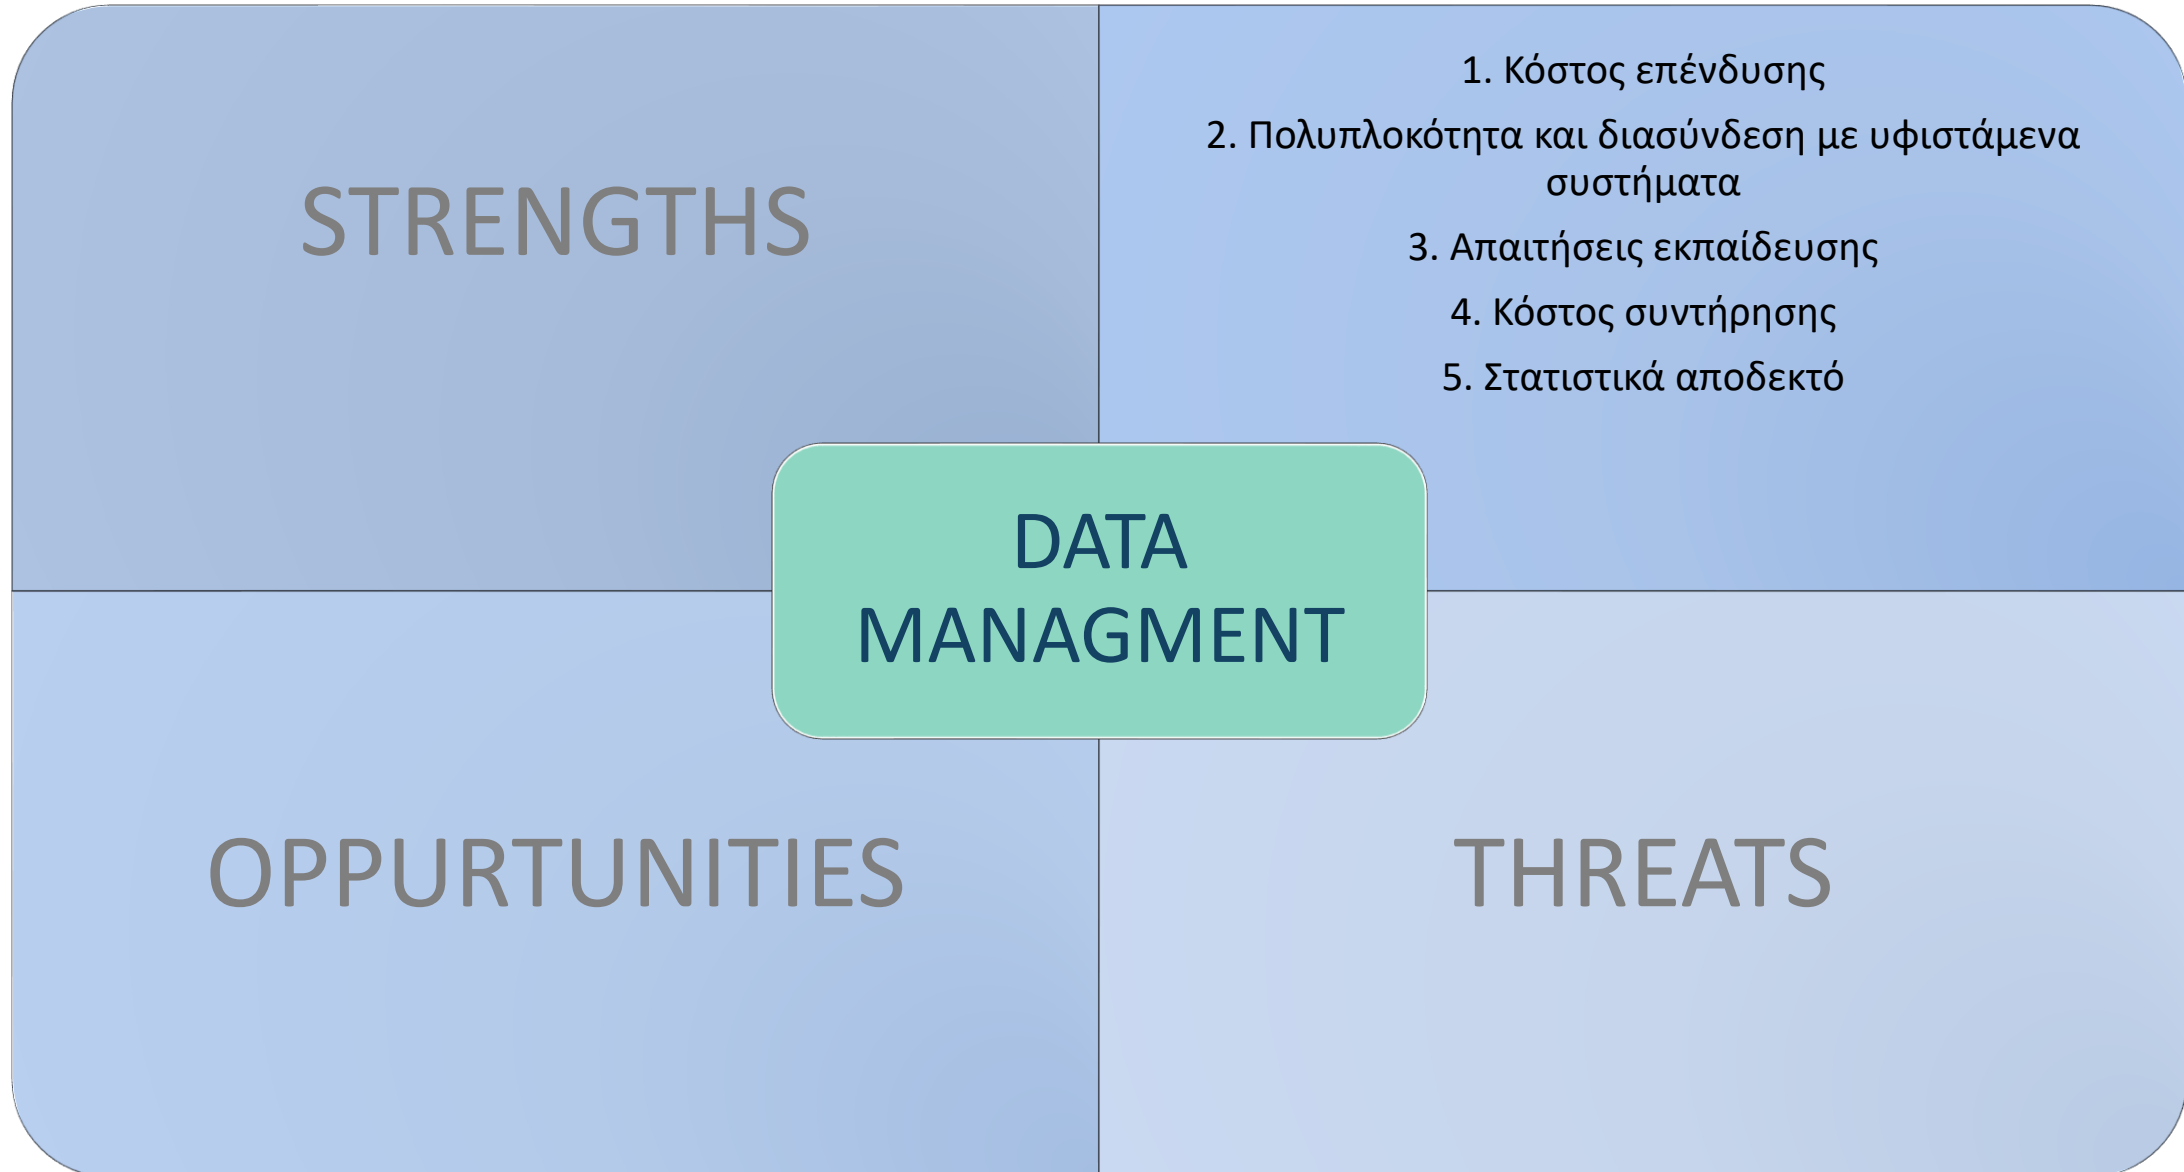 STRENGTHS
1. Κόστος επένδυσης
2. Πολυπλοκότητα και διασύνδεση με υφιστάμενα
συστήματα
3. Απαιτήσεις εκπαίδευσης
4. Κόστος συντήρησης
5. Στατιστικά αποδεκτό
DATA
MANAGMENT
OPPURTUNITIES
THREATS